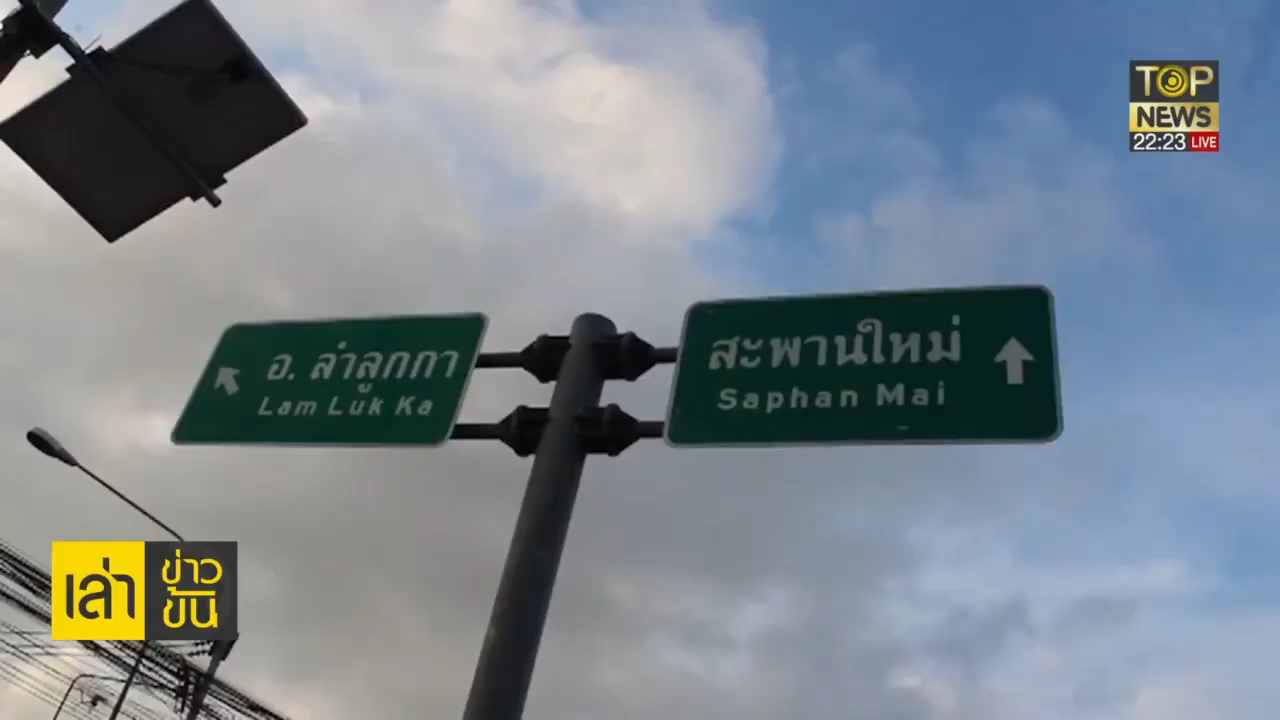 TOP
NEWS
22:23 LIVE
อ. ลำลูกกา
Lam Luk Ka
สะพานใหม่
Saphan Mai
เล่า
ข่าว
ข้น